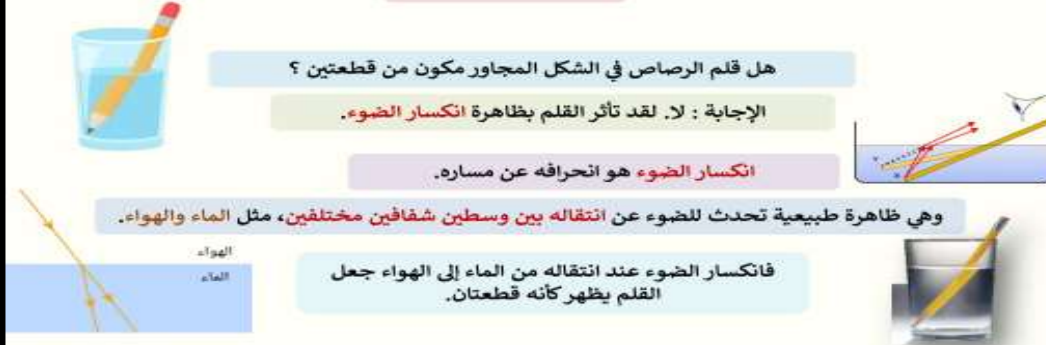 هل قلم الرصاص في الشكل المجاور مكون من قطعتين ؟
الإجابة : لا. لقد تأثر القلم بظاهرة انكسار الضوء.
انكسار الضوء هو انحرافه عن مساره.
وهي ظاهرة طبيعية تحدث للضوء عن انتقاله بين وسطين شفافين مختلفين، مثل الماء والهواء.
الهواء
الماء
فانكسار الضوء عند انتقاله من الماء إلى الهواء جعل
القلم يظهر كأنه قطعتان.